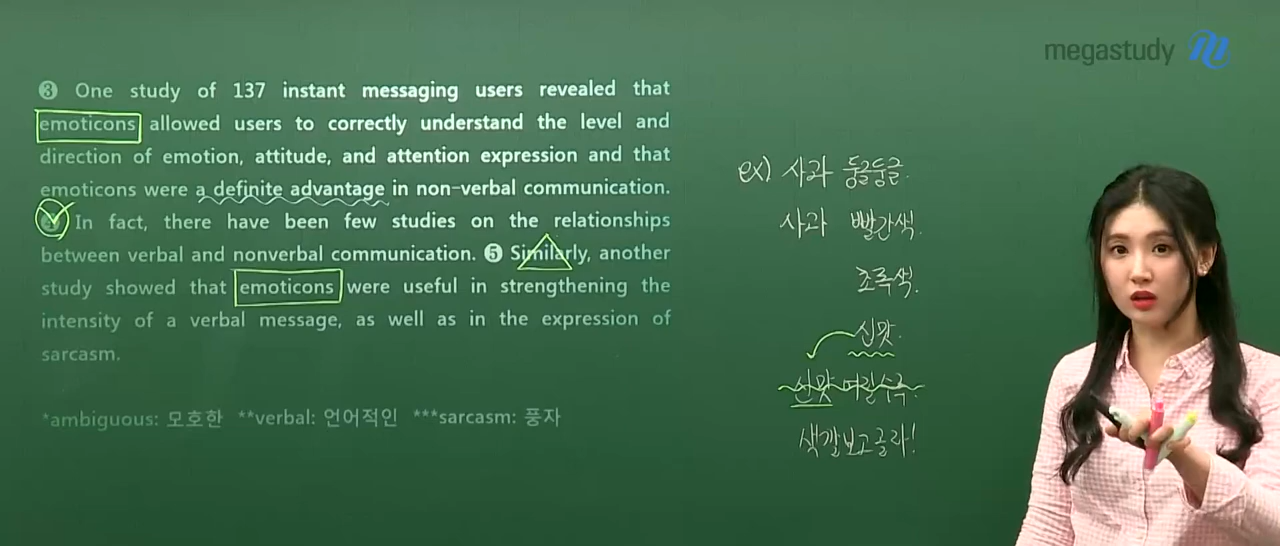 megastudy
❸ One study of 137 instant messaging users revealed that
emoticons allowed users to correctly understand the level and
direction of emotion, attitude, and attention expression and that
emoticons were a definite advantage in non-verbal communication.
In fact, there have been few studies on the relationships
between verbal and nonverbal communication. ❺ Similarly, another
study showed that emoticons were useful in strengthening the
intensity of a verbal message, as well as in the expression of
sarcasm.
*ambiguous: 모호한 **verbal: 언어적인 ***sarcasm: 풍자
ex) 사과 둥글둥글.
사과 빨간색.
초록색.
신맛.
신맛
색깔보고골라!